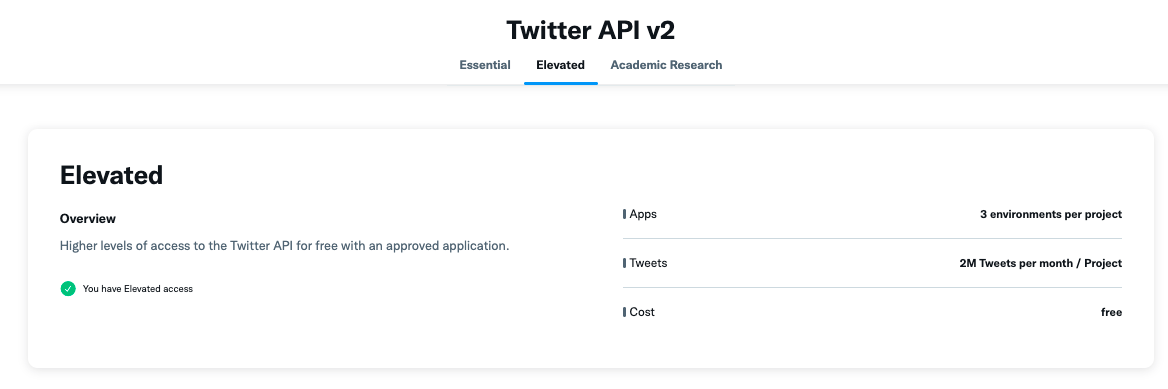 Twitter API v2
Essential Elevated Academic Research
Elevated
Overview
Higher levels of access to the Twitter API for free with an approved application.
You have Elevated access
Apps 3 environments per project
Tweets 2M Tweets per month / Project
Cost free